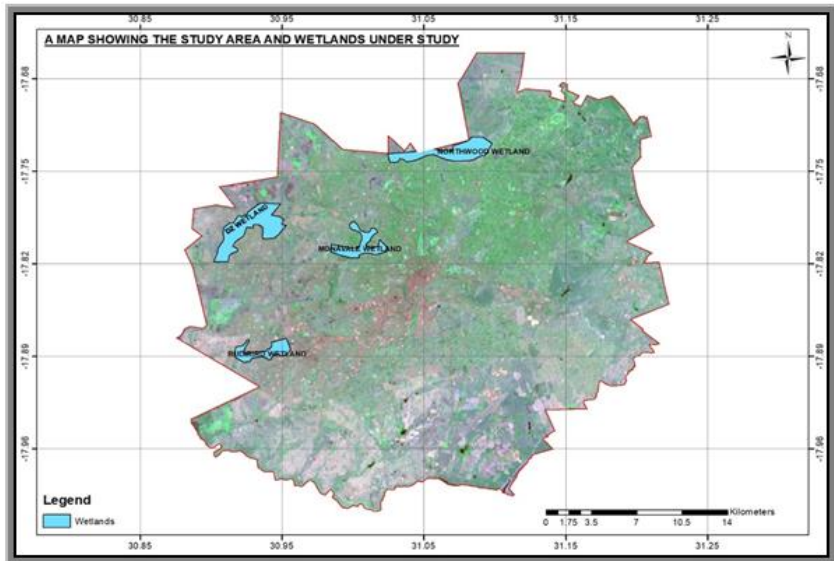 30.85 30.95 31.05 31.15 31.25
A MAP SHOWING THE STUDY AREA AND WETLANDS UNDER STUDY
N
-17.68 -17.68
NORTHWOOD WETLAND
-17.75 -17.75
DZ WETLAND
MONAVALE WETLAND
-17.82 -17.82
WETLAND
-17.89 -17.89
-17.96 -17.96
Legend
Wetlands
Kilometers
0 1.75 3.5 7 10.5 14
30.85 30.95 31.05 31.15 31.25